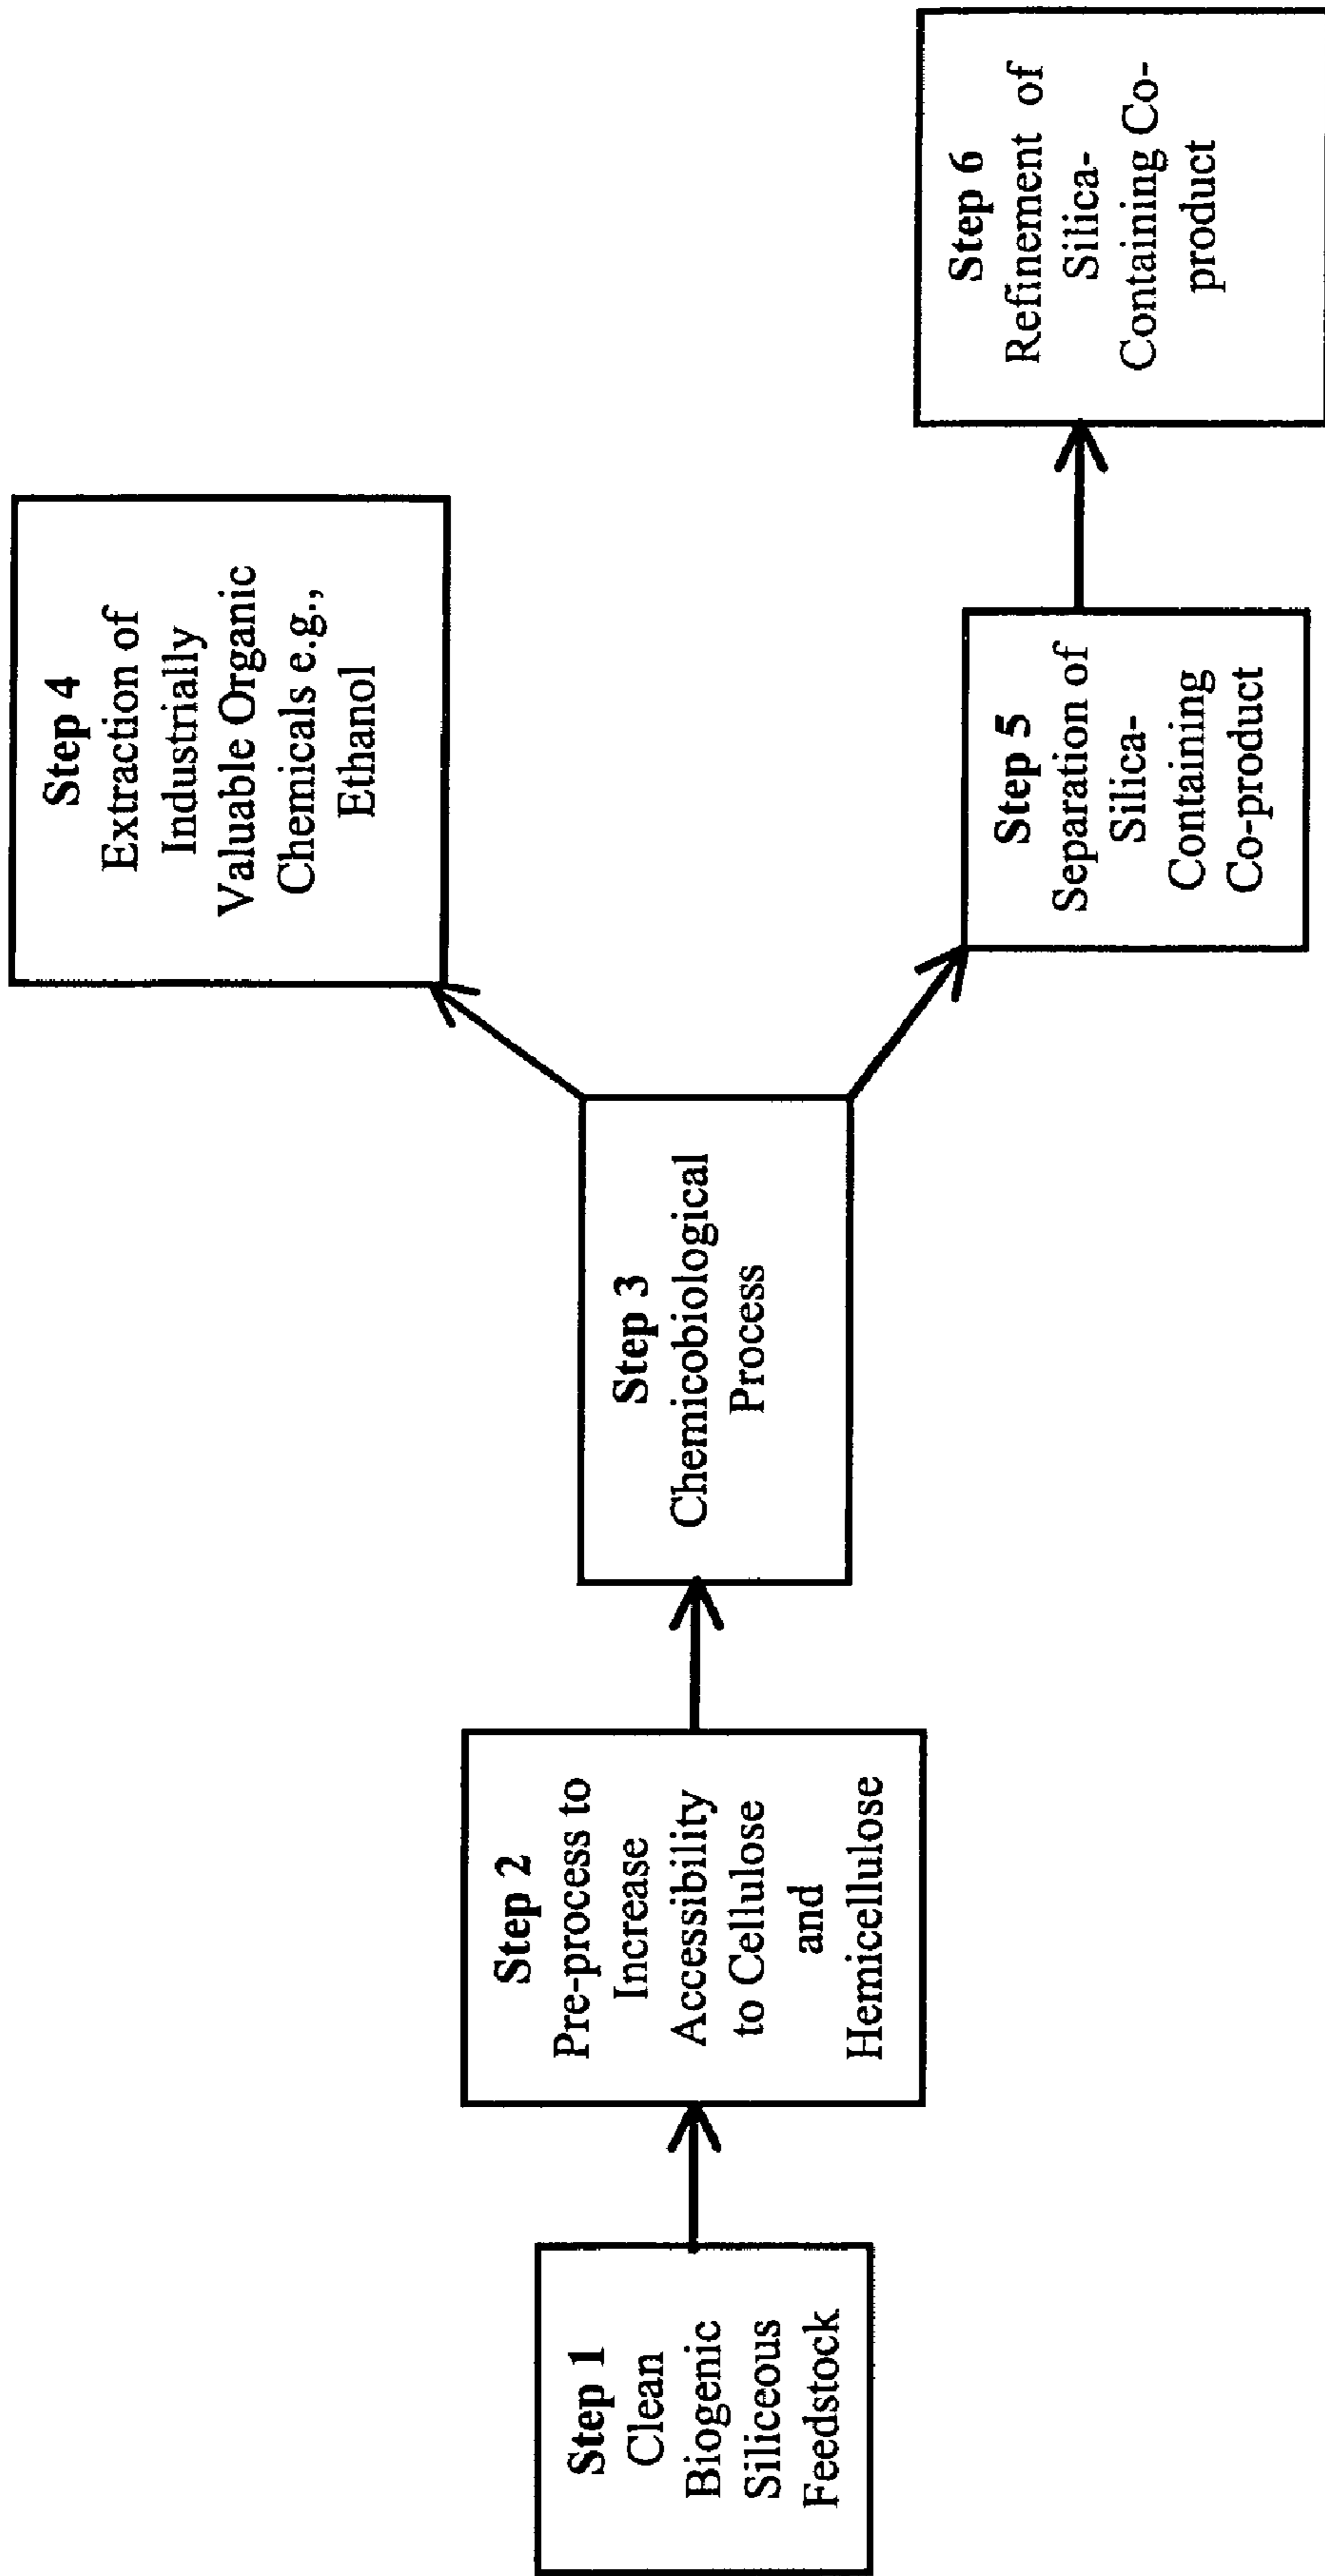 Step 1
Clean
Biogenic
Siliceous
Feedstock
Step 2
Pre-process to
Increase
Accessibility
to Cellulose
and
Hemicellulose
Step 3
Chemicobiological
Process
Step 4
Extraction of
Industrially
Valuable Organic
Chemicals e.g.,
Ethanol
Step 5
Separation of
Silica-
Containing
Co-product
Step 6
Refinement of
Silica-
Containing Co-
product